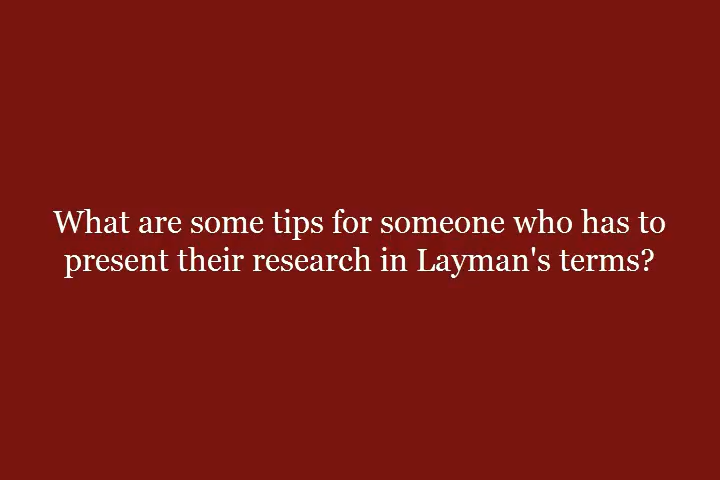 What are some tips for someone who has to
present their research in Layman's terms?